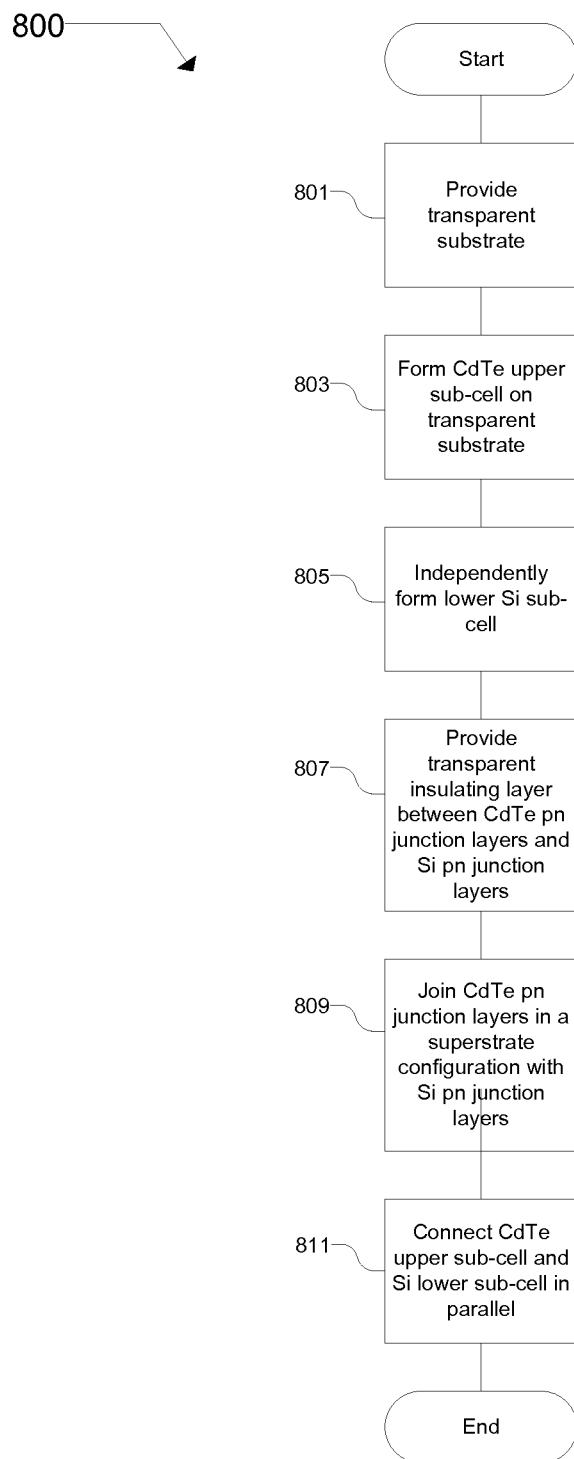 800
Start
801
Provide
transparent
substrate
803
Form CdTe upper
sub-cell on
transparent
substrate
805
Independently
form lower Si sub-
cell
807
Provide
transparent
insulating layer
between CdTe pn
junction layers and
Si pn junction
layers
809
Join CdTe pn
junction layers in a
superstrate
configuration with
Si pn junction
layers
811
Connect CdTe
upper sub-cell and
Si lower sub-cell in
parallel
End